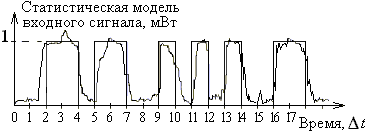 Статистическая модель
входного сигнала, мВт
1
0 1 2 3 4 5 6 7 8 9 10 11 12 13 14 15 16 17
Время, Δt